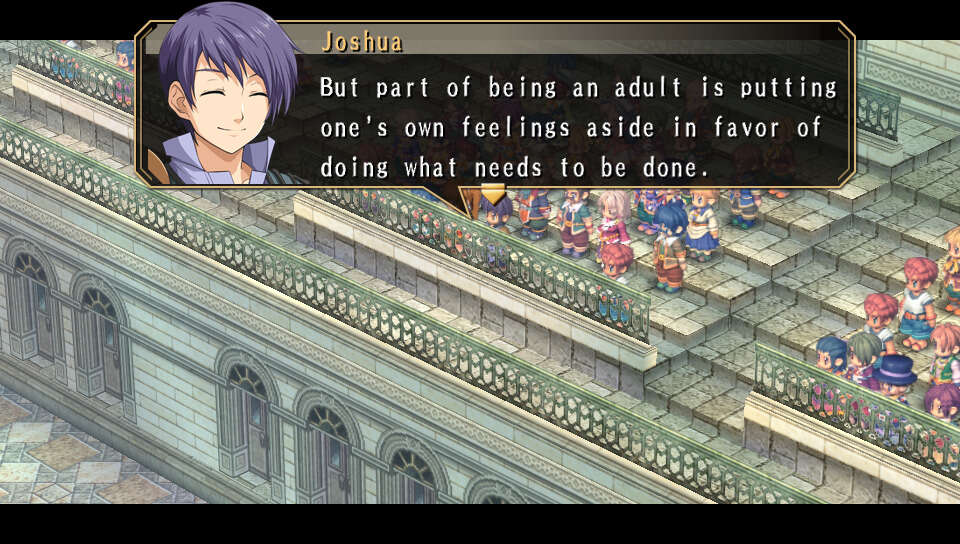 Joshua
But part of being an adult is putting
one's own feelings aside in favor of
doing what needs to be done.